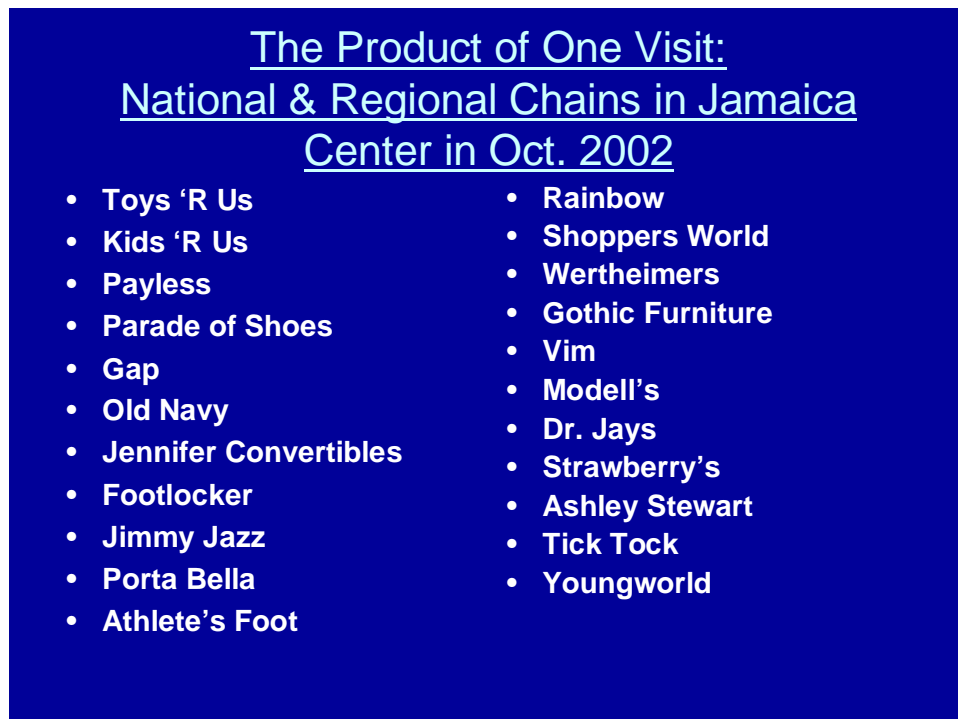 The Product of One Visit:
National & Regional Chains in Jamaica
Center in Oct. 2002
• Toys ‘R Us
• Kids ‘R Us
• Payless
• Parade of Shoes
• Gap
• Old Navy
• Jennifer Convertibles
• Footlocker
• Jimmy Jazz
• Porta Bella
• Athlete’s Foot
• Rainbow
• Shoppers World
• Wertheimers
• Gothic Furniture
• Vim
• Modell’s
• Dr. Jays
• Strawberry’s
• Ashley Stewart
• Tick Tock
• Youngworld